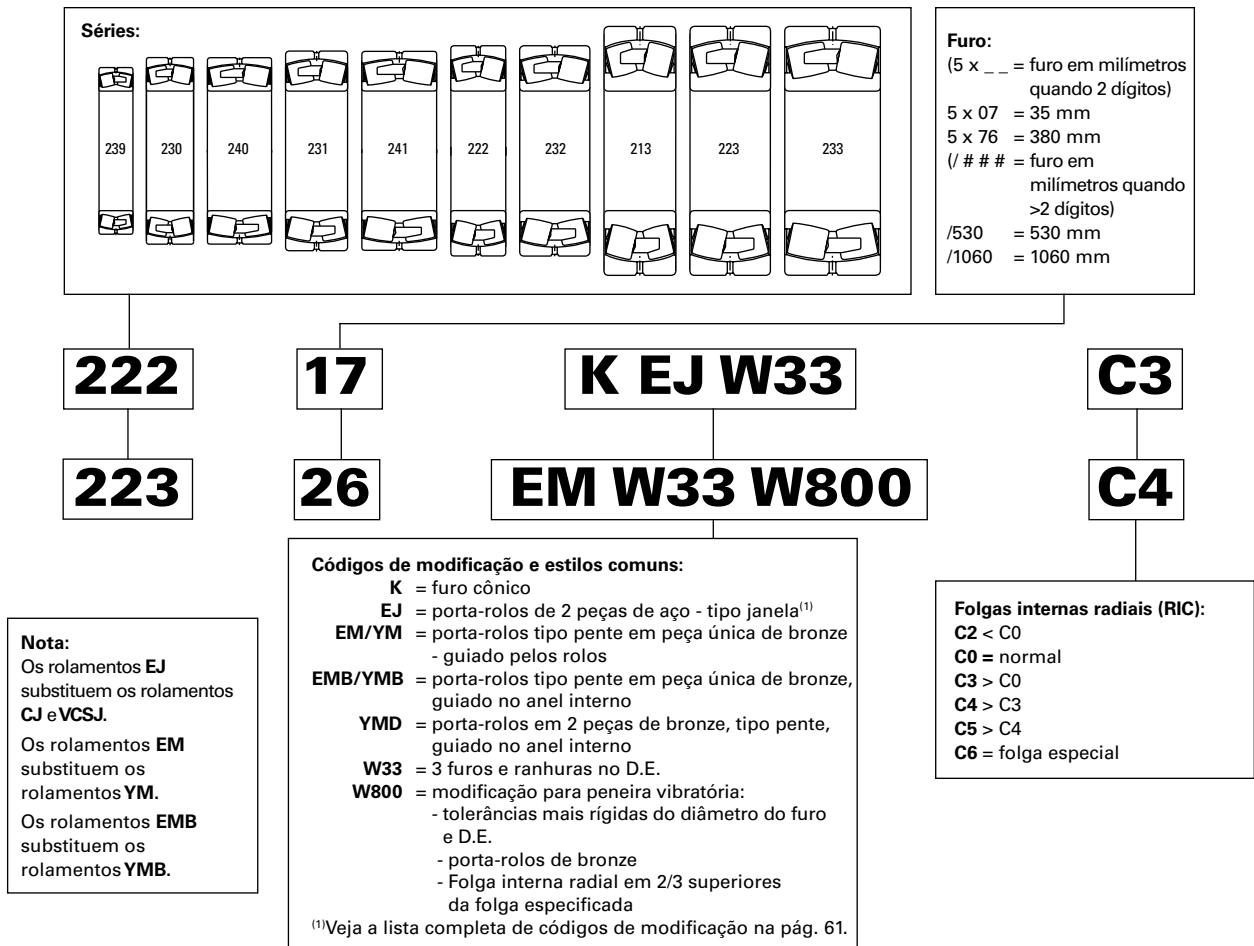 Séries:
239
230
240
231
241
222
232
213
223
233
Furo:
(5 x _ _ = furo em milímetros
quando 2 dígitos)
5 x 07 = 35 mm
5 x 76 = 380 mm
(/ # # # = furo em
milímetros quando
>2 dígitos)
/530 = 530 mm
/1060 = 1060 mm
222
17
K EJ W33
C3
223
26
EM W33 W800
C4
Nota:
Os rolamentos EJ
substituem os rolamentos
CJ e VCSJ.
Os rolamentos EM
substituem os
rolamentos YM.
Os rolamentos EMB
substituem os
rolamentos YMB.
Códigos de modificação e estilos comuns:
K = furo cônico
EJ = porta-rolos de 2 peças de aço - tipo janela(1)
EM/YM = porta-rolos tipo pente em peça única de bronze
- guiado pelos rolos
EMB/YMB = porta-rolos tipo pente em peça única de bronze,
guiado no anel interno
YMD = porta-rolos em 2 peças de bronze, tipo pente,
guiado no anel interno
W33 = 3 furos e ranhuras no D.E.
W800 = modificação para peneira vibratória:
- tolerâncias mais rígidas do diâmetro do furo
e D.E.
- porta-rolos de bronze
- Folga interna radial em 2/3 superiores
da folga especificada
(1)Veja a lista completa de códigos de modificação na pág. 61.
Folgas internas radiais (RIC):
C2 < C0
C0 = normal
C3 > C0
C4 > C3
C5 > C4
C6 = folga especial